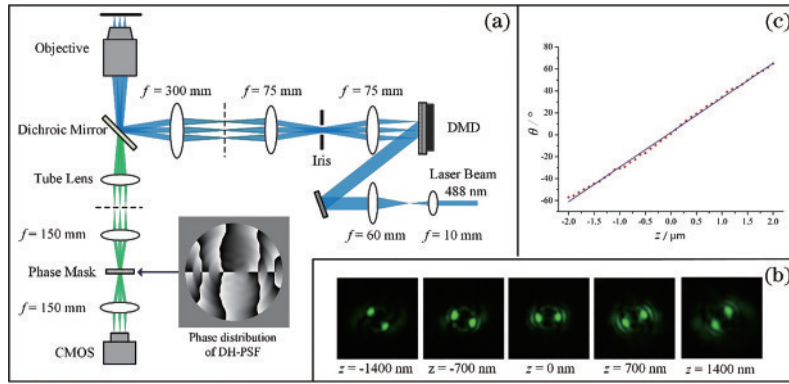 (a)
Objective
f = 300 mm
f = 75 mm
f = 75 mm
Dichroic Mirror
DMD
Iris
Tube Lens
Laser Beam
488 nm
f = 150 mm
f = 60 mm
f = 10 mm
Phase Mask
f = 150 mm
Phase distribution
of DH-PSF
CMOS
(c)
θ / °
80
60
40
20
0
-20
-40
-60
-2.0
-1.5
-1.0
-0.5
0.0
0.5
1.0
1.5
2.0
z / μm
(b)
z = -1400 nm
z = -700 nm
z = 0 nm
z = 700 nm
z = 1400 nm